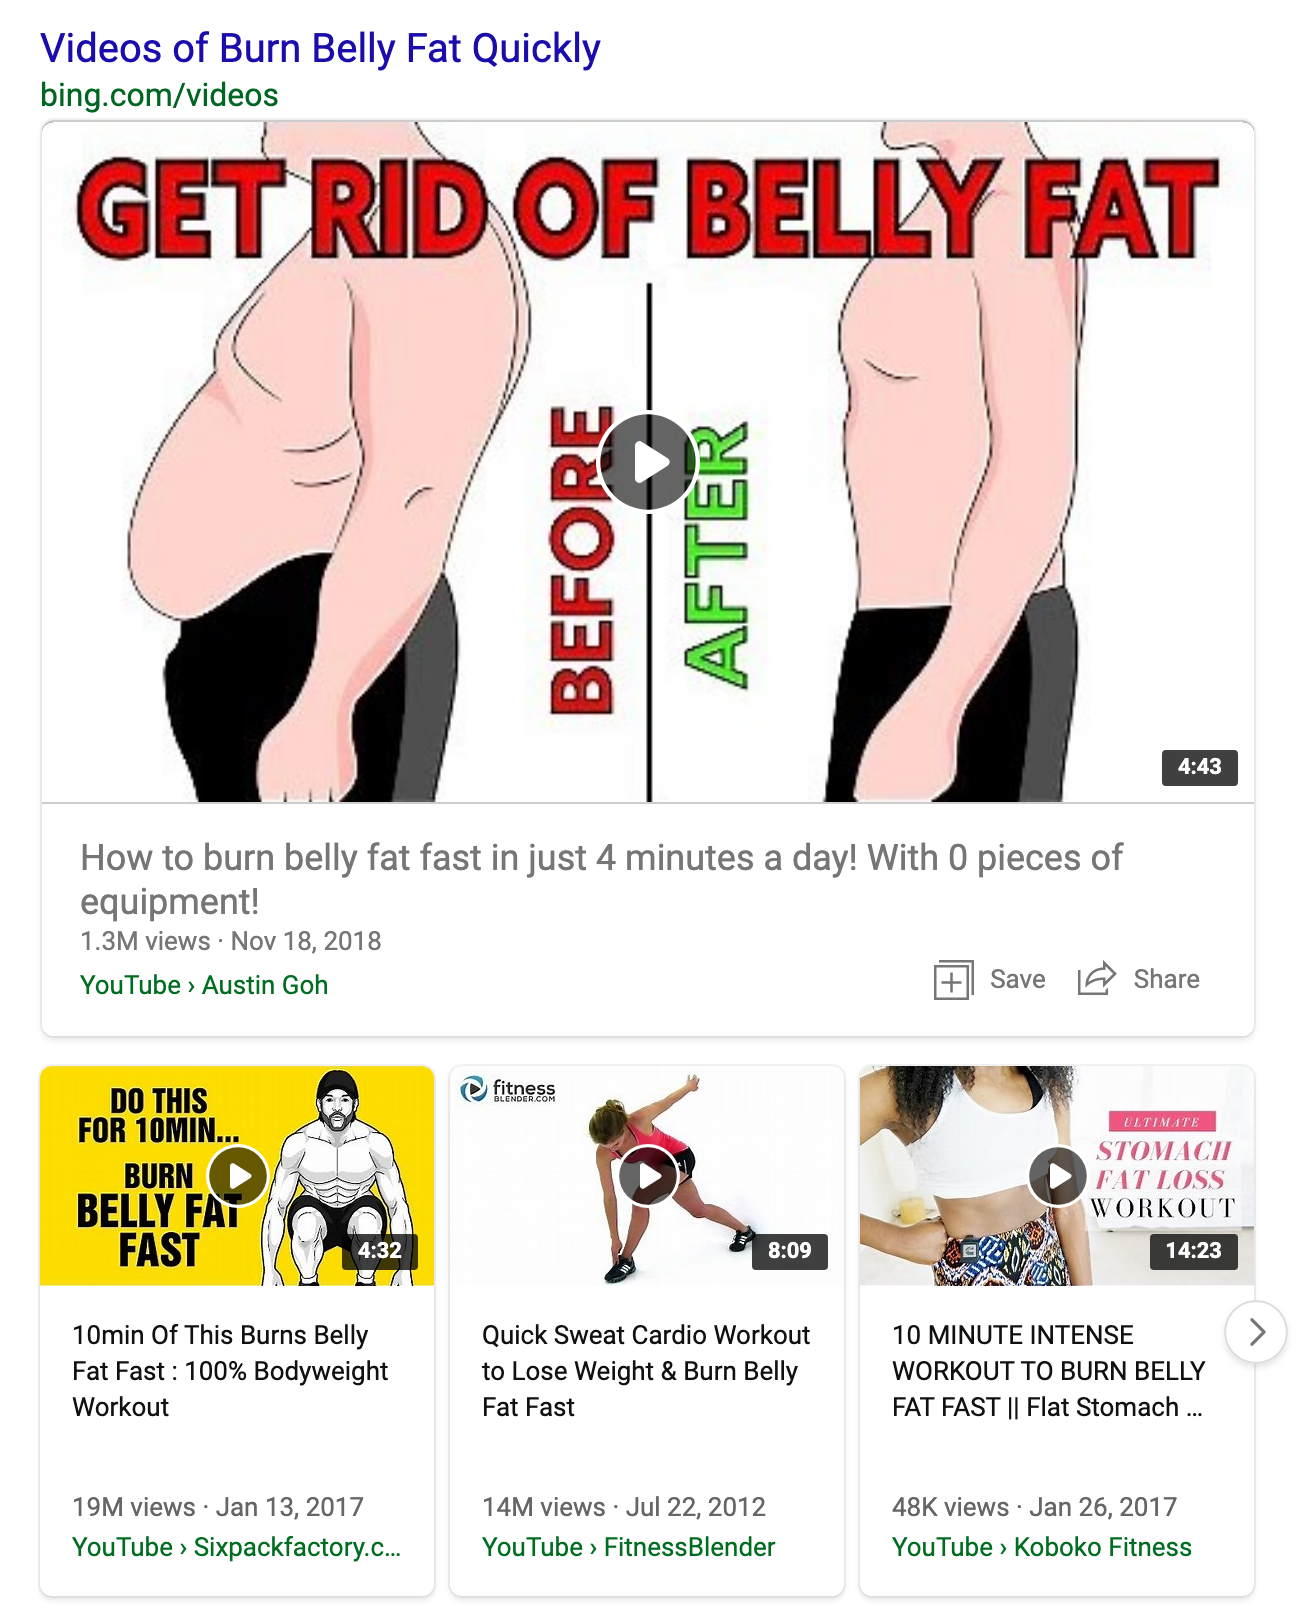 Videos of Burn Belly Fat Quickly
bing.com/videos
GET RID OF BELLY FAT
BEFORE
AFTER
4:43
How to burn belly fat fast in just 4 minutes a day! With 0 pieces of
equipment!
1.3M views · Nov 18, 2018
YouTube › Austin Goh
Save
Share
DO THIS
FOR 10MIN...
BURN
BELLY FAT
FAST
4:32
10min Of This Burns Belly
Fat Fast : 100% Bodyweight
Workout
19M views · Jan 13, 2017
YouTube › Sixpackfactory.c...
fitness
BLENDER.COM
8:09
Quick Sweat Cardio Workout
to Lose Weight & Burn Belly
Fat Fast
14M views · Jul 22, 2012
YouTube › FitnessBlender
ULTIMATE
STOMACH
FAT LOSS
WORKOUT
14:23
10 MINUTE INTENSE
WORKOUT TO BURN BELLY
FAT FAST || Flat Stomach ...
48K views · Jan 26, 2017
YouTube › Koboko Fitness